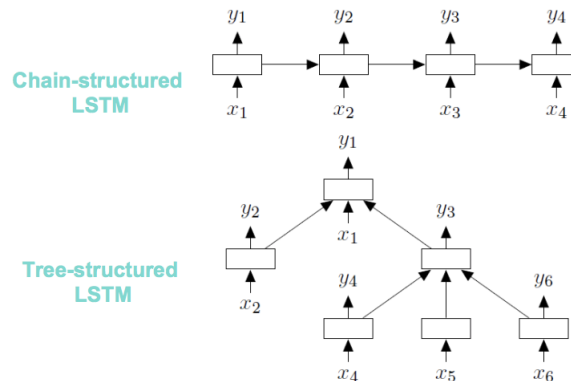 y1 y2 y3 y4
Chain-structured
LSTM
x1 x2 x3 x4
y1
y2 y3
x1
Tree-structured
LSTM
x2
y4 y6
x4 x5 x6